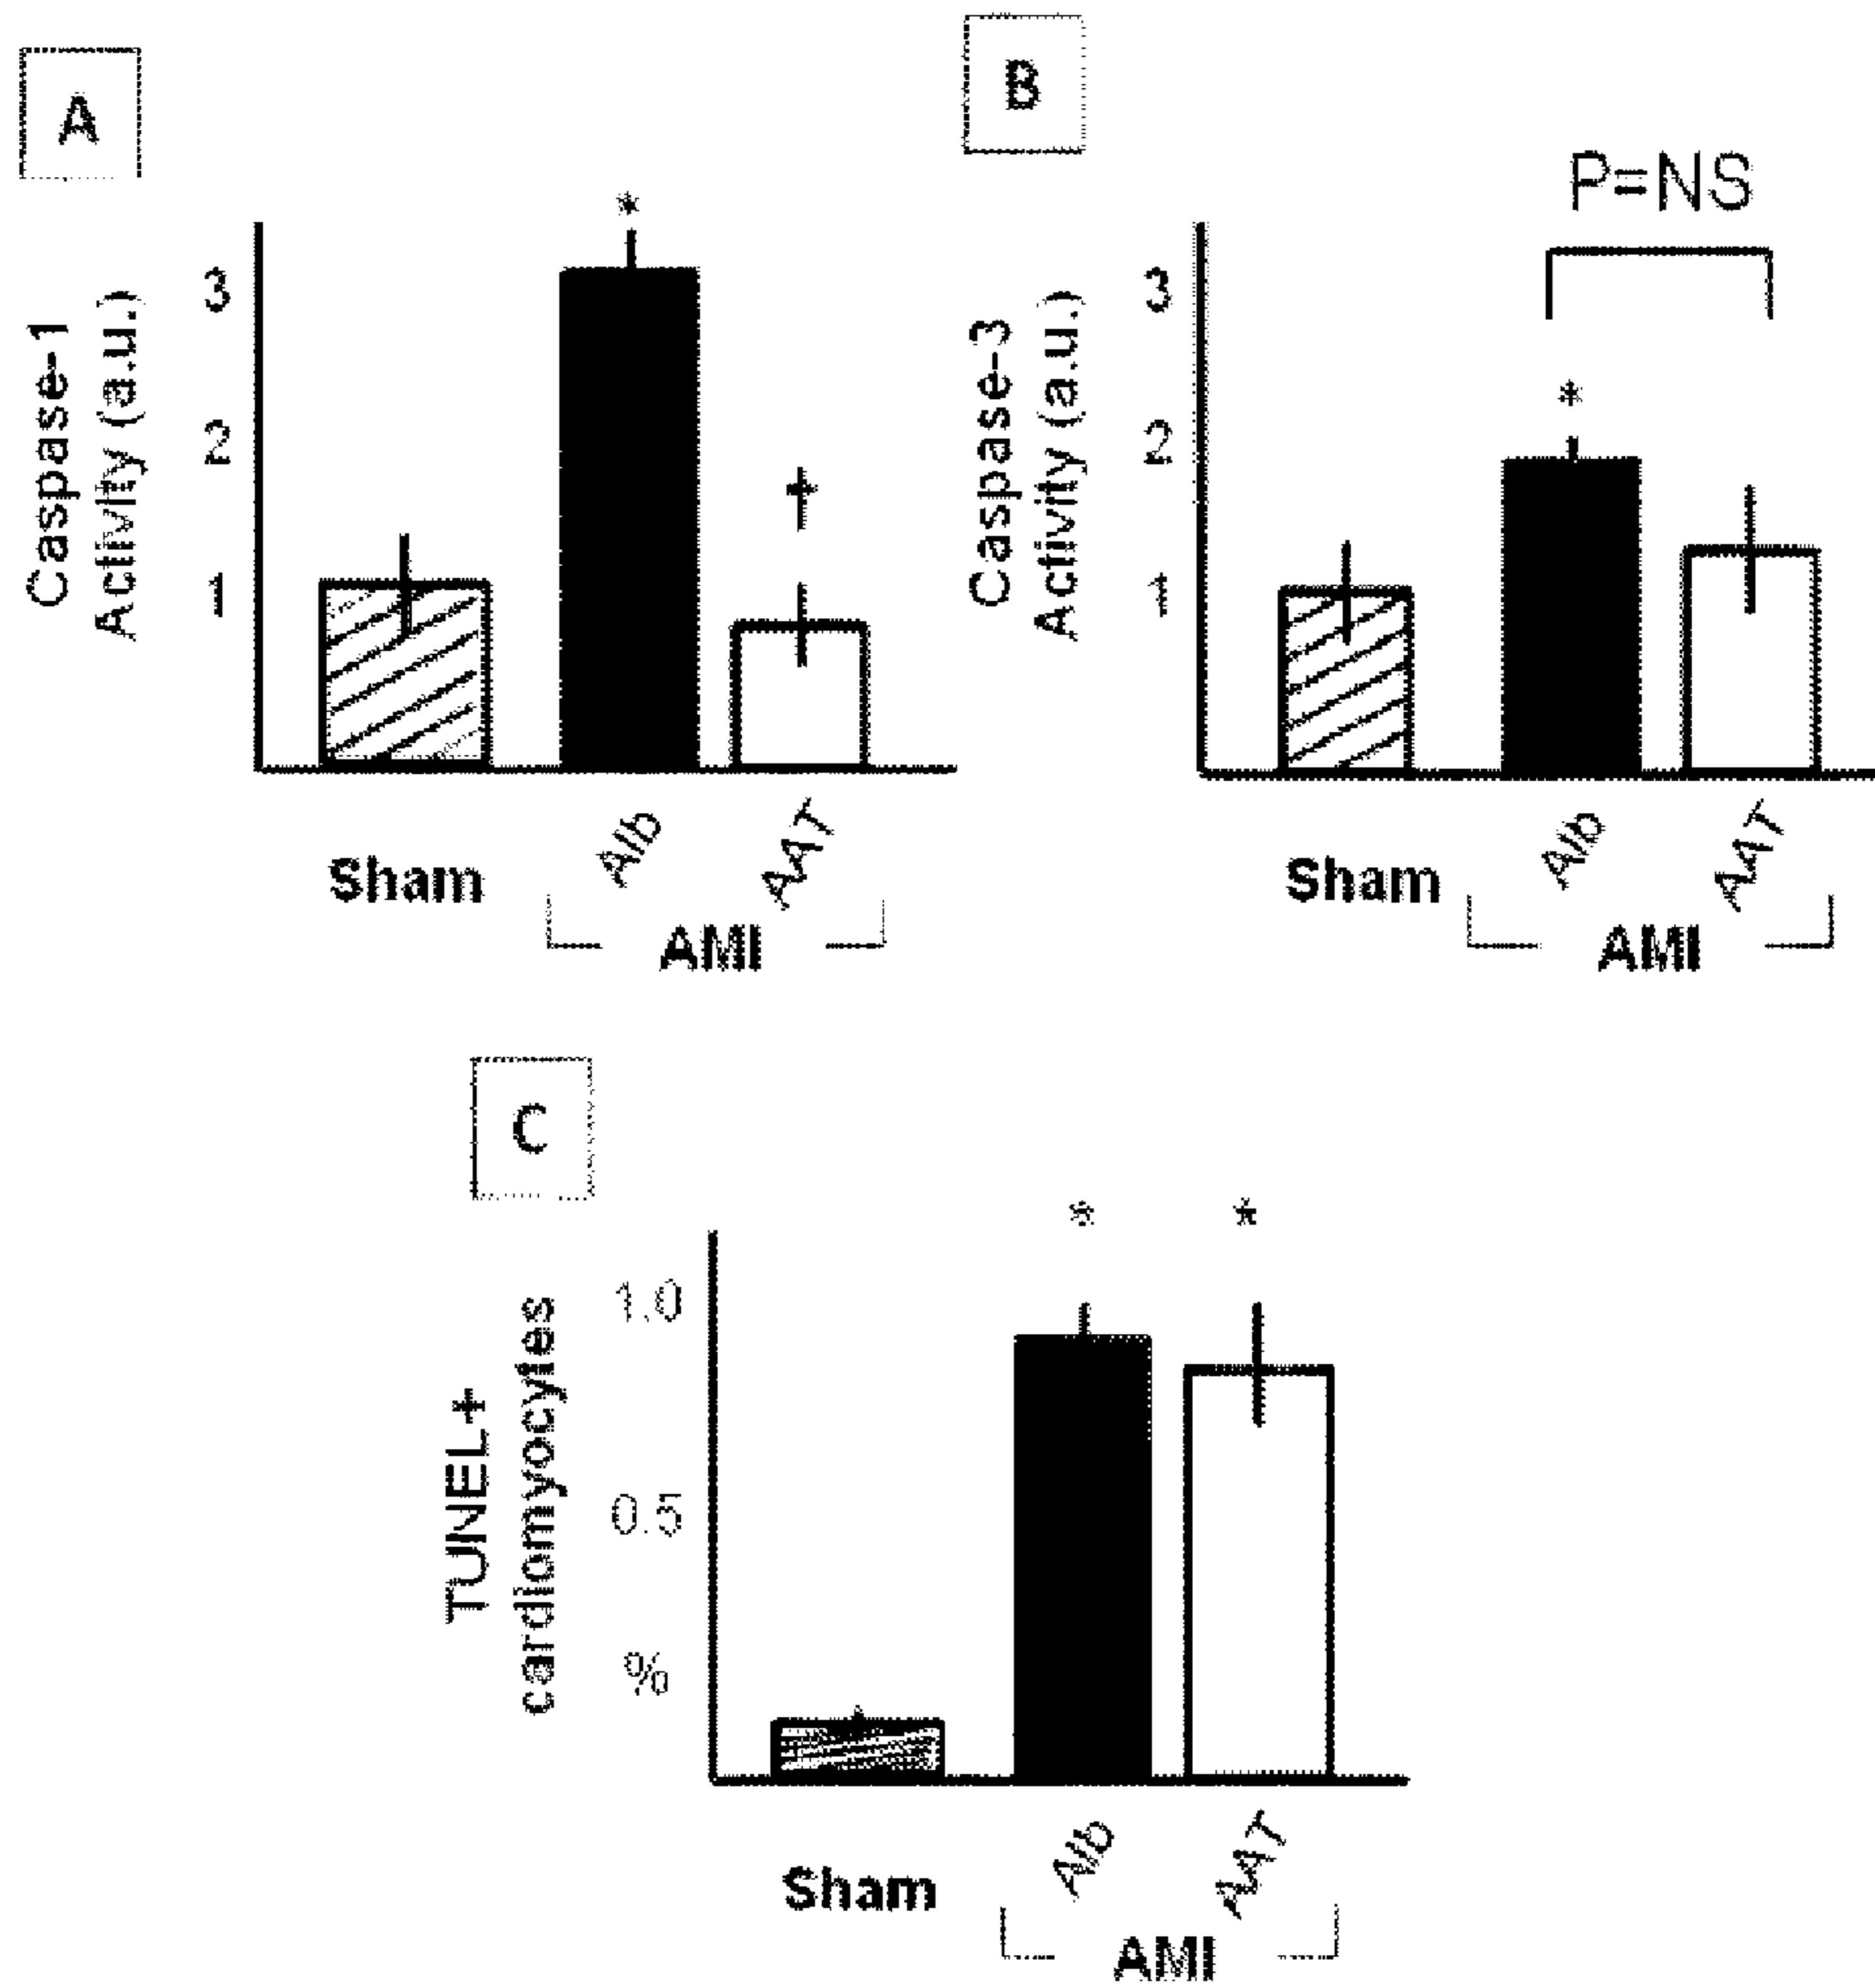 A
*
3
2
1
Caspase-1
Activity (a.u.)
†
Sham
Alb
AAT
AMI
B
P=NS
3
2
1
Caspase-3
Activity (a.u.)
*
Sham
Alb
AAT
AMI
C
* *
1.0
0.5
%
TUNEL+
cardiomyocytes
Sham
Alb
AAT
AMI